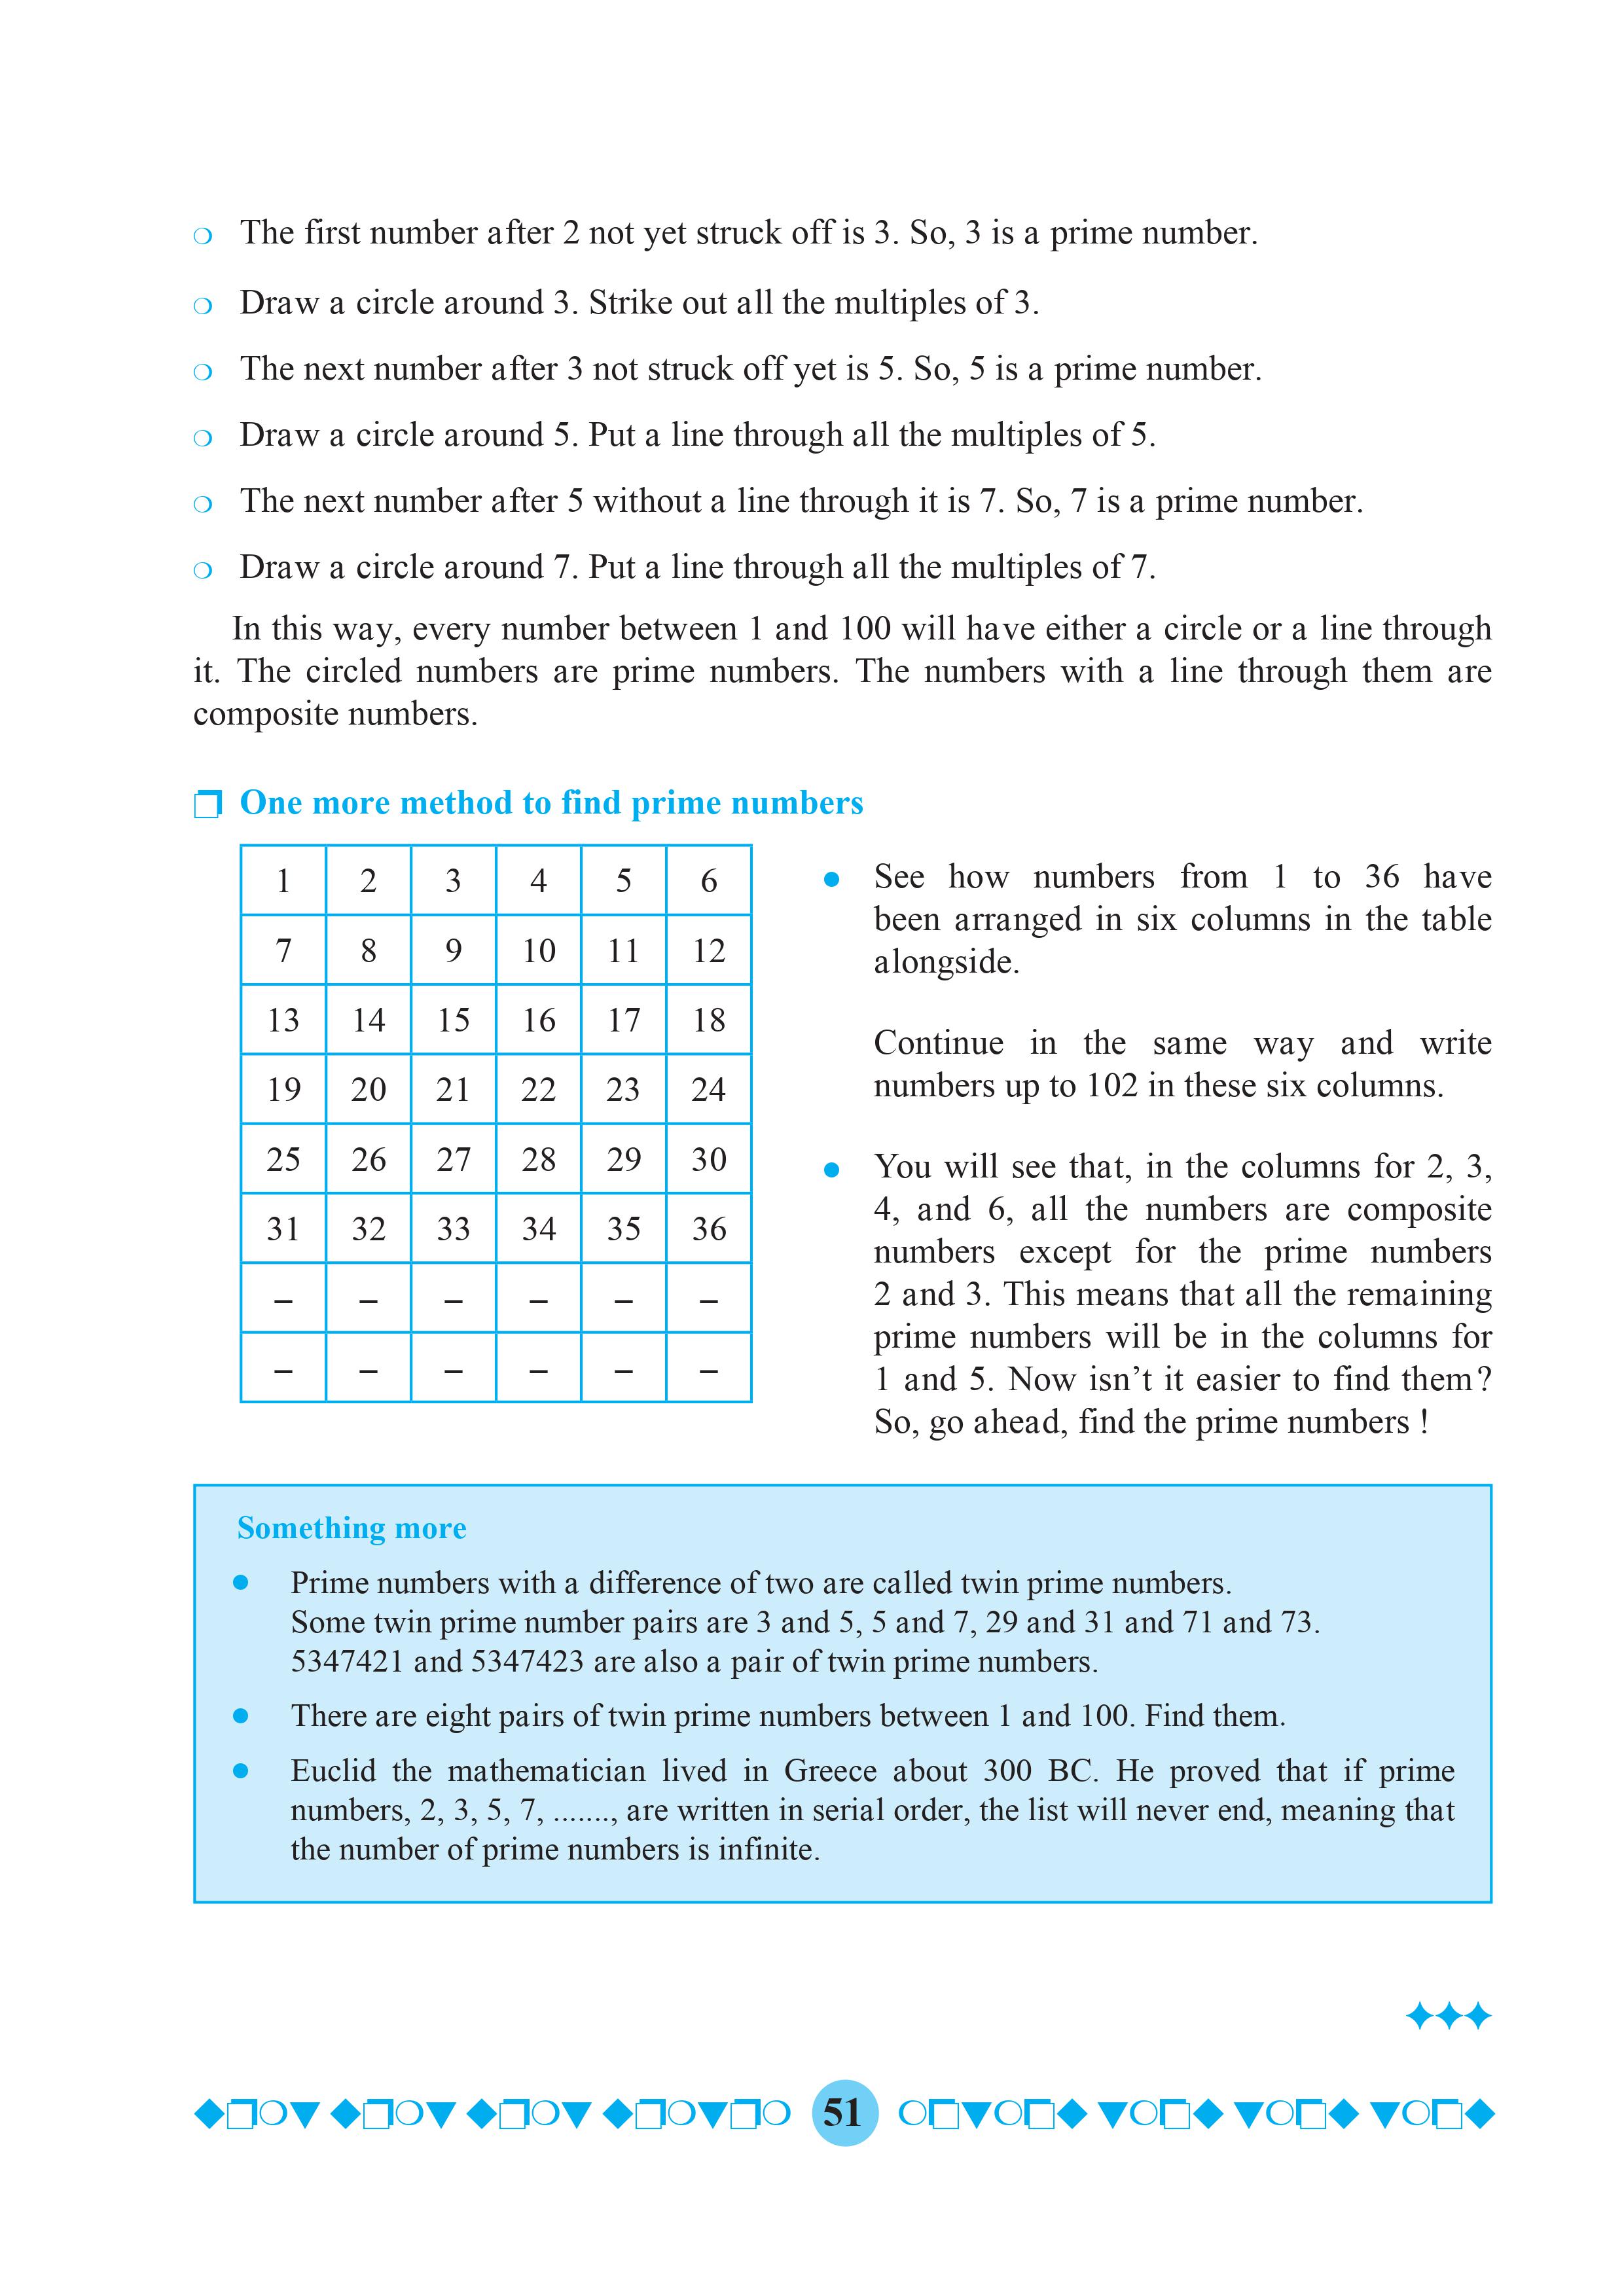 The first number after 2 not yet struck off is 3. So, 3 is a prime number.
Draw a circle around 3. Strike out all the multiples of 3.
The next number after 3 not struck off yet is 5. So, 5 is a prime number.
Draw a circle around 5. Put a line through all the multiples of 5.
The next number after 5 without a line through it is 7. So, 7 is a prime number.
Draw a circle around 7. Put a line through all the multiples of 7.
In this way, every number between 1 and 100 will have either a circle or a line through
it. The circled numbers are prime numbers. The numbers with a line through them are
composite numbers.
One more method to find prime numbers
1 2 3 4 5 6
7 8 9 10 11 12
13 14 15 16 17 18
19 20 21 22 23 24
25 26 27 28 29 30
31 32 33 34 35 36
– – – – – –
– – – – – –
See how numbers from 1 to 36 have
been arranged in six columns in the table
alongside.
Continue in the same way and write
numbers up to 102 in these six columns.
You will see that, in the columns for 2, 3,
4, and 6, all the numbers are composite
numbers except for the prime numbers
2 and 3. This means that all the remaining
prime numbers will be in the columns for
1 and 5. Now isn’t it easier to find them?
So, go ahead, find the prime numbers !
Something more
Prime numbers with a difference of two are called twin prime numbers.
Some twin prime number pairs are 3 and 5, 5 and 7, 29 and 31 and 71 and 73.
5347421 and 5347423 are also a pair of twin prime numbers.
There are eight pairs of twin prime numbers between 1 and 100. Find them.
Euclid the mathematician lived in Greece about 300 BC. He proved that if prime
numbers, 2, 3, 5, 7, ......., are written in serial order, the list will never end, meaning that
the number of prime numbers is infinite.
51